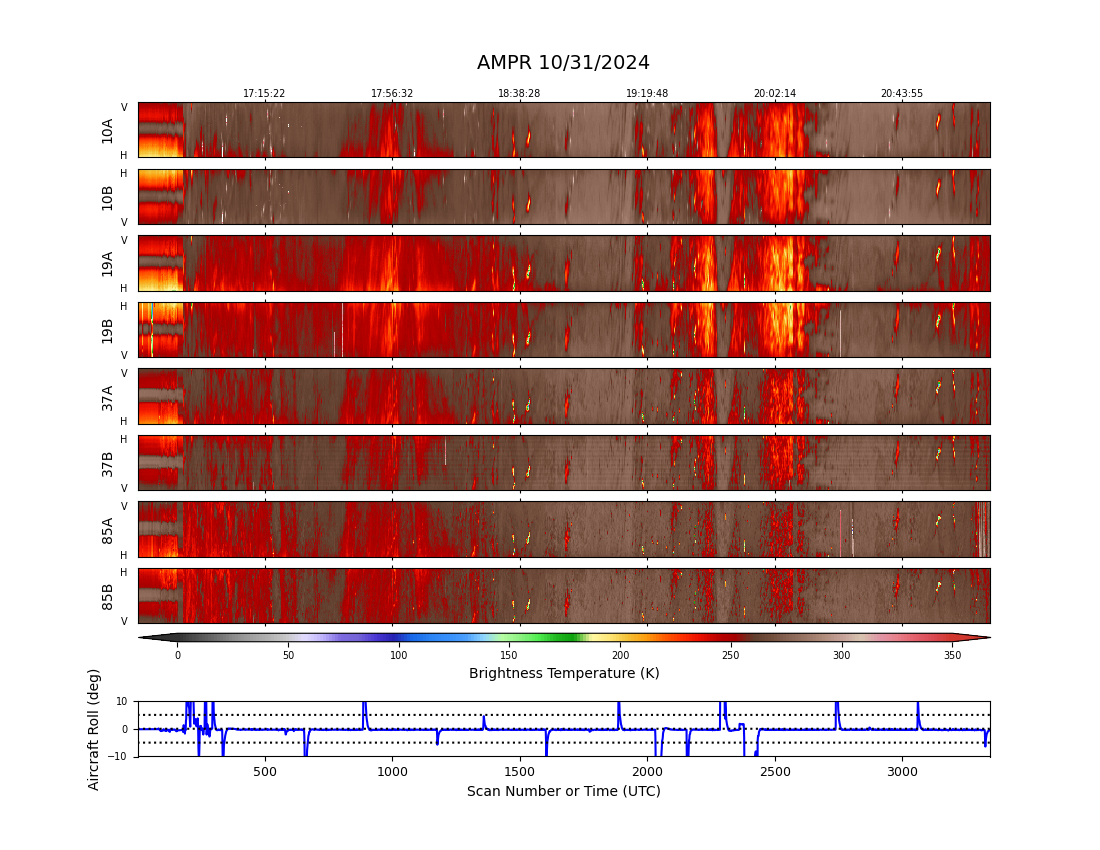 AMPR 10/31/2024
17:15:22 17:56:32 18:38:28 19:19:48 20:02:14 20:43:55
V
10A
H
H
10B
V
V
19A
H
H
19B
V
V
37A
H
H
37B
V
V
85A
H
H
85B
V
0 50 100 150 200 250 300 350
Brightness Temperature (K)
Aircraft Roll (deg)
10
0
−10
500 1000 1500 2000 2500 3000
Scan Number or Time (UTC)